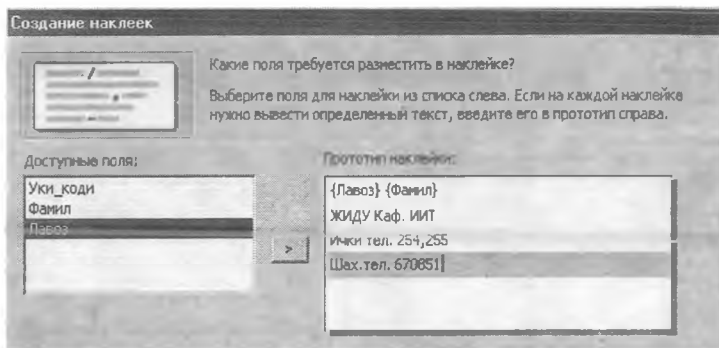 Создание наклеек
Какие поля требуется разместить в наклейке?
Выберите поля для наклейки из списка слева. Если на каждой наклейке
нужно вывести определенный текст, введите его в прототип справа.
Доступные поля:
Уки_коди
Фамил
Лавоз
>
Прототип наклейки:
{Лавоз} {Фамил}
ЖИДУ Каф. ИИТ
Ички тел. 254,255
Шах.тел. 670851